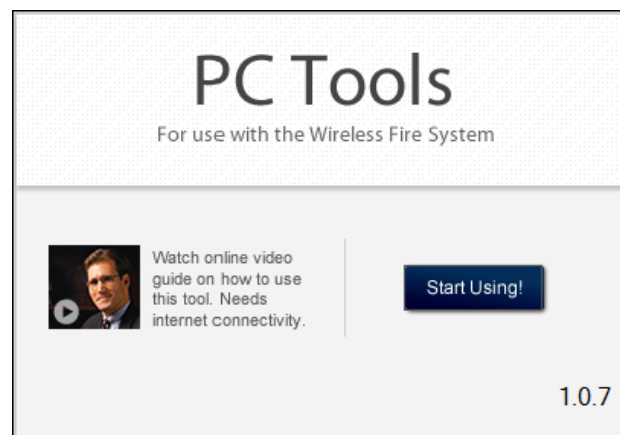 PC Tools
For use with the Wireless Fire System
Watch online video
guide on how to use
this tool. Needs
internet connectivity.
Start Using!
1.0.7